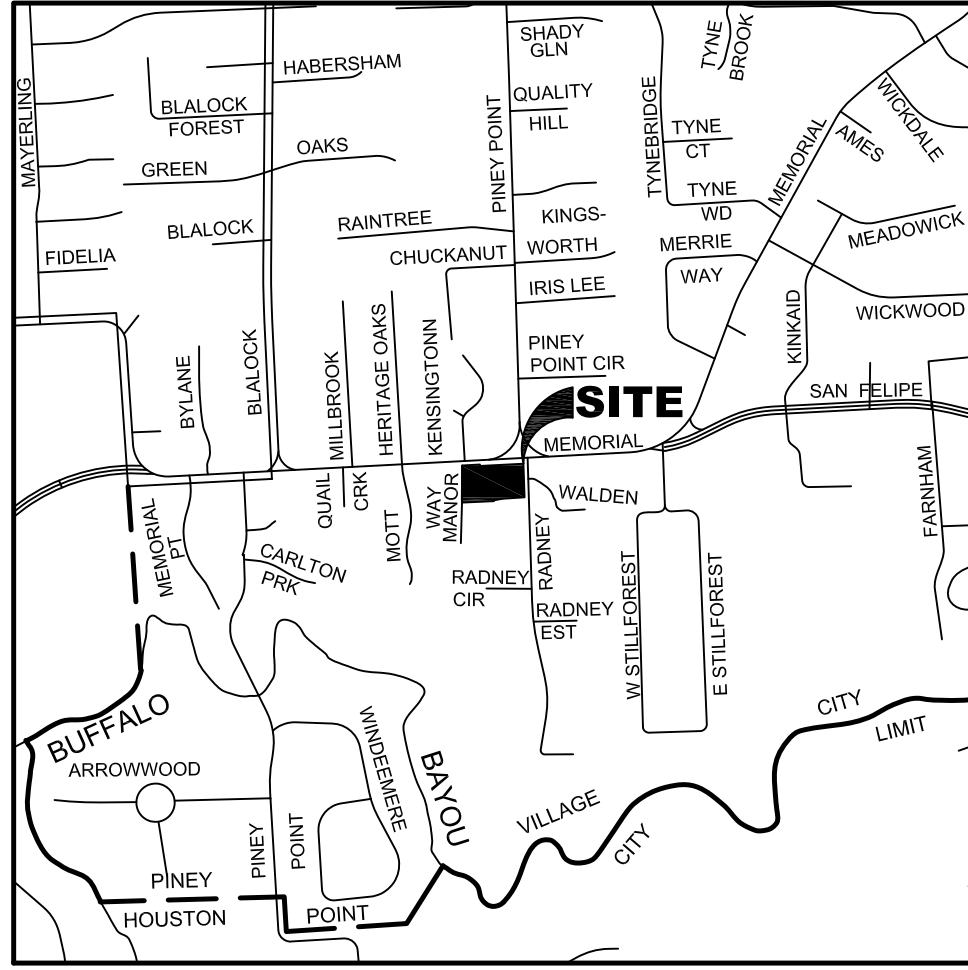 SHADY
GLN
TYNE
BROOK
HABERSHAM
MAYERLING
BLALOCK
FOREST
QUALITY
HILL
PINEY POINT
TYNEBRIDGE
TYNE
CT
MEMORIAL
AMES
WICKDALE
GREEN
OAKS
TYNE
WD
BLALOCK
RAINTREE
KINGS-
WORTH
MERRIE
WAY
MEADOWICK
FIDELIA
CHUCKANUT
IRIS LEE
WICKWOOD
KINKAID
BYLANE
BLALOCK
MILLBROOK
HERITAGE OAKS
KENSINGTONN
PINEY
POINT CIR
SAN FELIPE
SITE
MEMORIAL
QUAIL
CRK
MOTT
WAY
MANOR
WALDEN
FARNHAM
MEMORIAL
PT
CARLTON
PRK
RADNEY
RADNEY
CIR
RADNEY
EST
W STILLFOREST
E STILLFOREST
BUFFALO
ARROWWOOD
WINDEEMERE
BAYOU
CITY
LIMIT
VILLAGE
CITY
PINEY
POINT
PINEY
HOUSTON
POINT